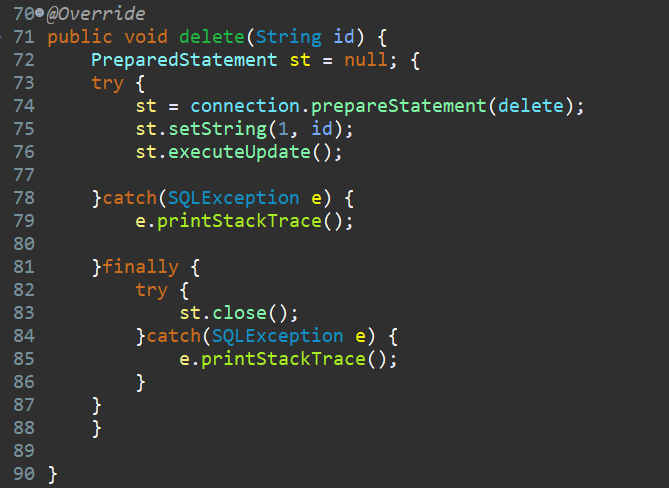 70 @Override
71 public void delete(String id) {
72     PreparedStatement st = null; {
73     try {
74         st = connection.prepareStatement(delete);
75         st.setString(1, id);
76         st.executeUpdate();
77
78     }catch(SQLException e) {
79         e.printStackTrace();
80
81     }finally {
82         try {
83             st.close();
84         }catch(SQLException e) {
85             e.printStackTrace();
86         }
87     }
88     }
89
90 }